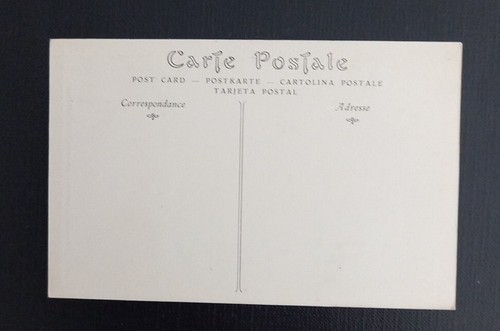 Carte Postale
POST CARD — POSTKARTE — CARTOLINA POSTALE
TARJETA POSTAL
Correspondance
Adresse